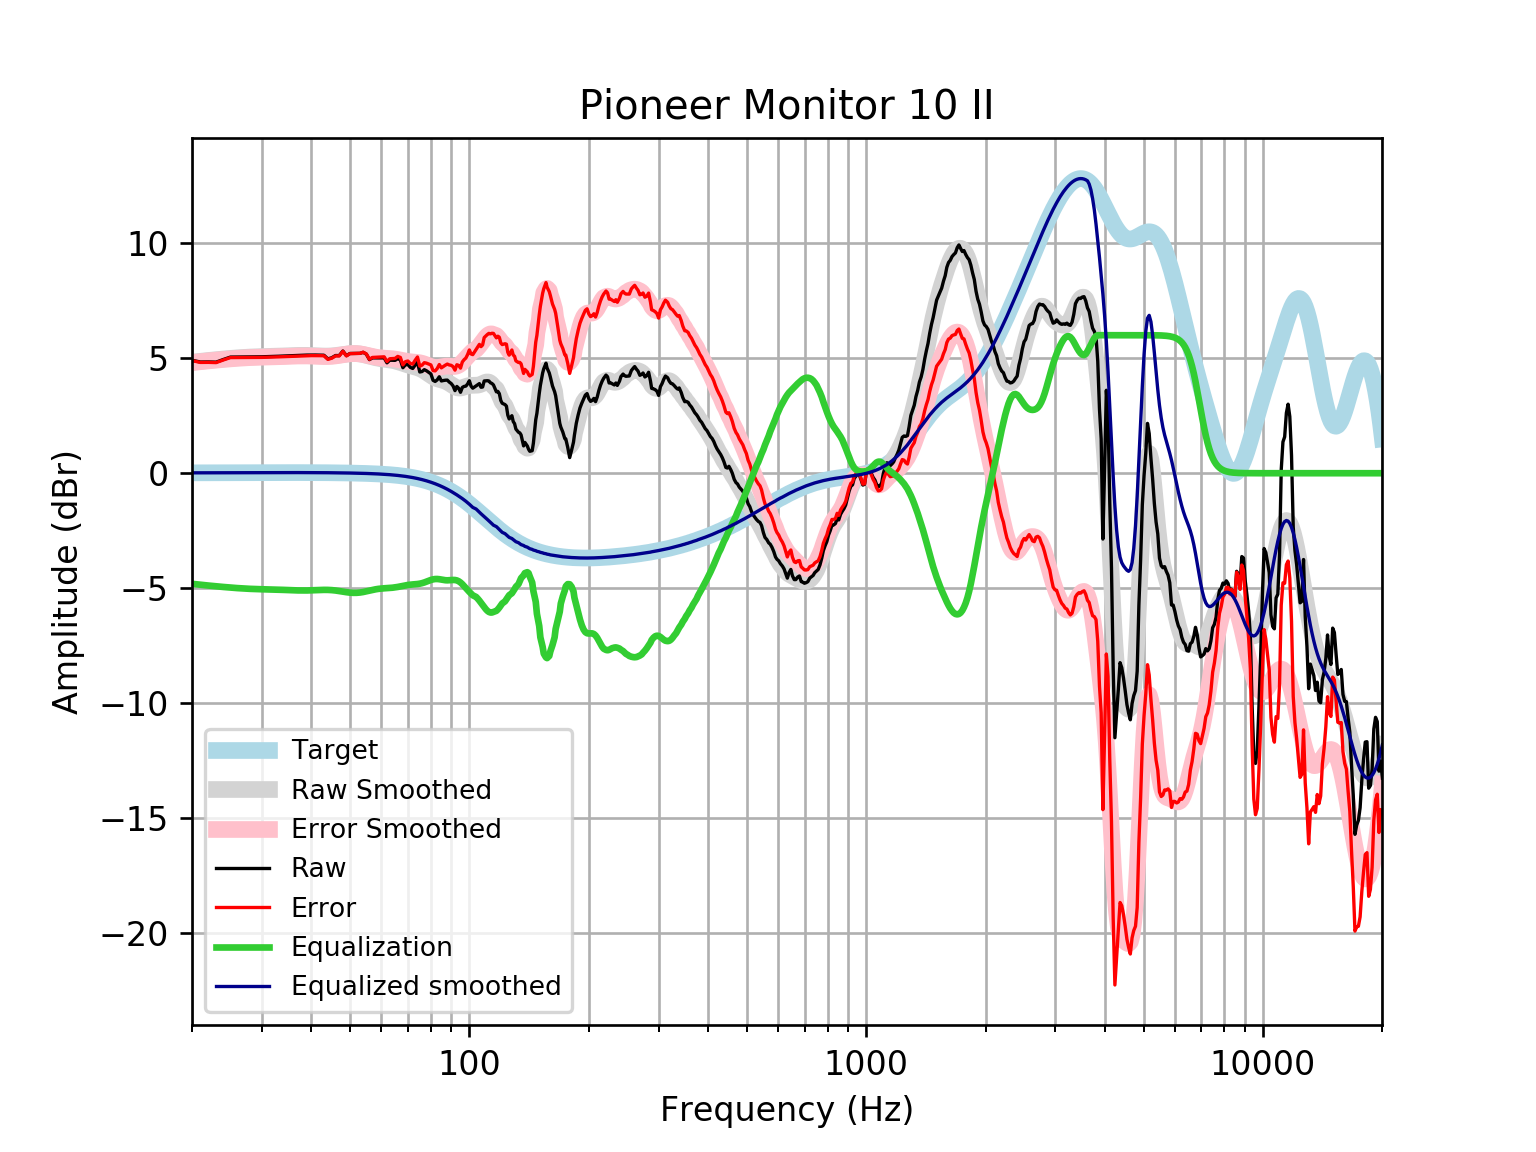 Pioneer Monitor 10 II
Amplitude (dBr)
10
5
0
−5
−10
−15
−20
Target
Raw Smoothed
Error Smoothed
Raw
Error
Equalization
Equalized smoothed
100 1000 10000
Frequency (Hz)